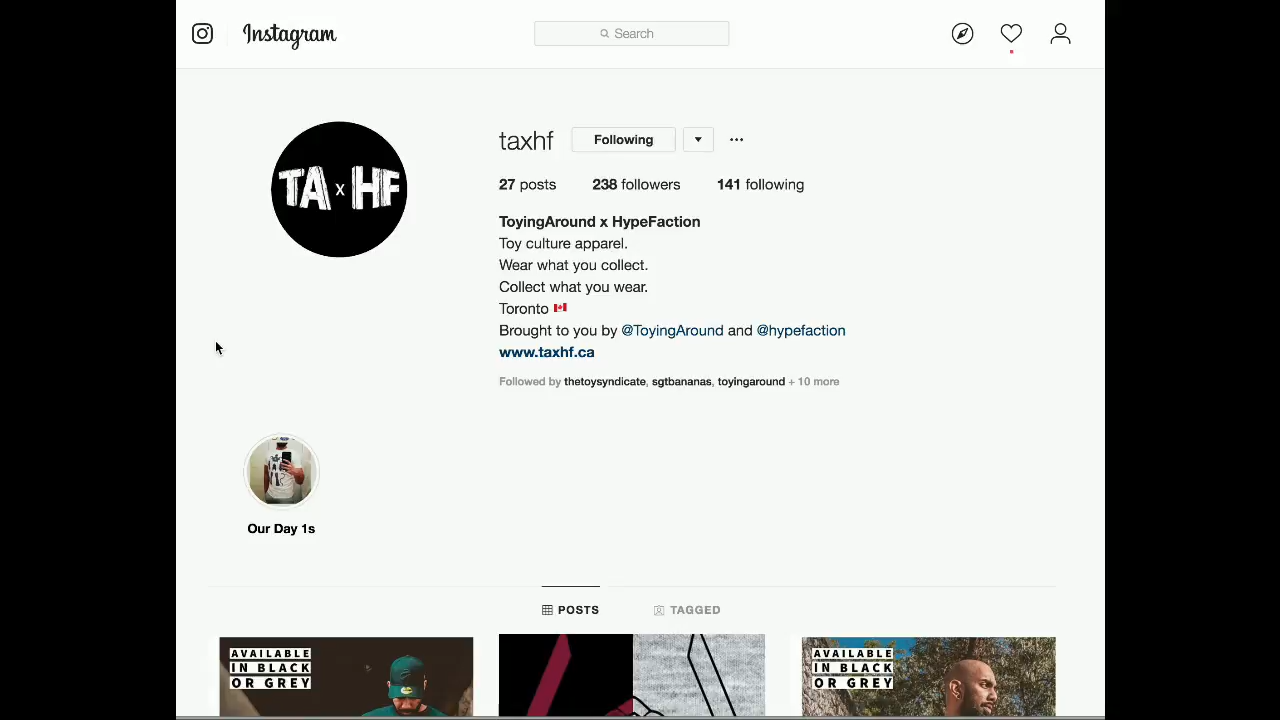 Instagram
Search
TA x HF
taxhf Following
27 posts 238 followers 141 following
ToyingAround x HypeFaction
Toy culture apparel.
Wear what you collect.
Collect what you wear.
Toronto 🇨🇦
Brought to you by @ToyingAround and @hypefaction
www.taxhf.ca
Followed by thetoysyndicate, sgtbananas, toyingaround + 10 more
Our Day 1s
POSTS TAGGED
AVAILABLE
IN BLACK
OR GREY
AVAILABLE
IN BLACK
OR GREY